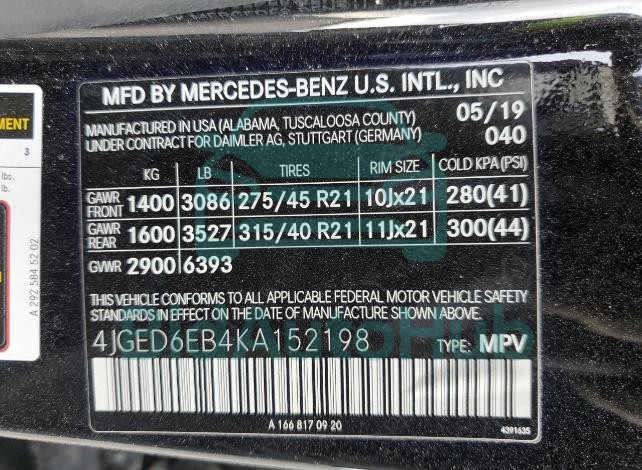 MFD BY MERCEDES-BENZ U.S. INTL., INC
MANUFACTURED IN USA (ALABAMA, TUSCALOOSA COUNTY) 05/19
UNDER CONTRACT FOR DAIMLER AG, STUTTGART (GERMANY) 040
KG LB TIRES RIM SIZE COLD KPA (PSI)
GAWR FRONT 1400 3086 275/45 R21 10Jx21 280(41)
GAWR REAR 1600 3527 315/40 R21 11Jx21 300(44)
GVWR 2900 6393
THIS VEHICLE CONFORMS TO ALL APPLICABLE FEDERAL MOTOR VEHICLE SAFETY
STANDARDS IN EFFECT ON THE DATE OF MANUFACTURE SHOWN ABOVE.
4JGED6EB4KA152198 TYPE: MPV
A 166 817 09 20
4391635
MENT
3
lbs.
lb.
A 292 584 52 02